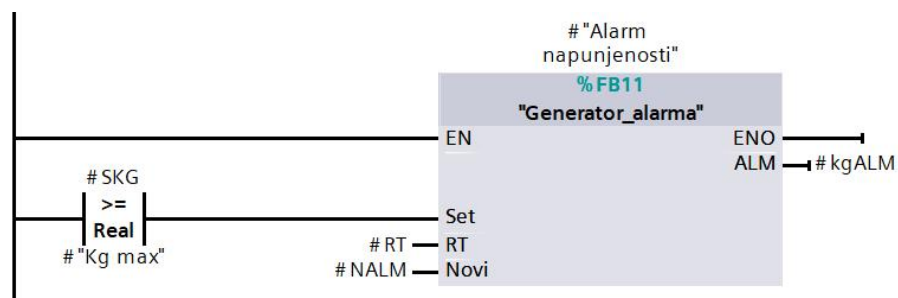 #"Alarm
napunjenosti"
%FB11
"Generator_alarma"
EN
ENO
ALM
#kgALM
#SKG
>=
Real
#"Kg max"
Set
#RT
RT
#NALM
Novi